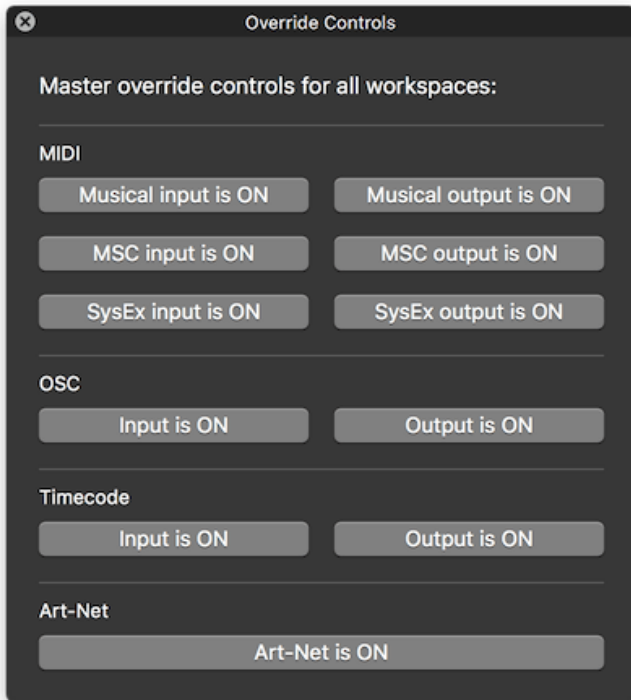 Override Controls
Master override controls for all workspaces:
MIDI
Musical input is ON
Musical output is ON
MSC input is ON
MSC output is ON
SysEx input is ON
SysEx output is ON
OSC
Input is ON
Output is ON
Timecode
Input is ON
Output is ON
Art-Net
Art-Net is ON